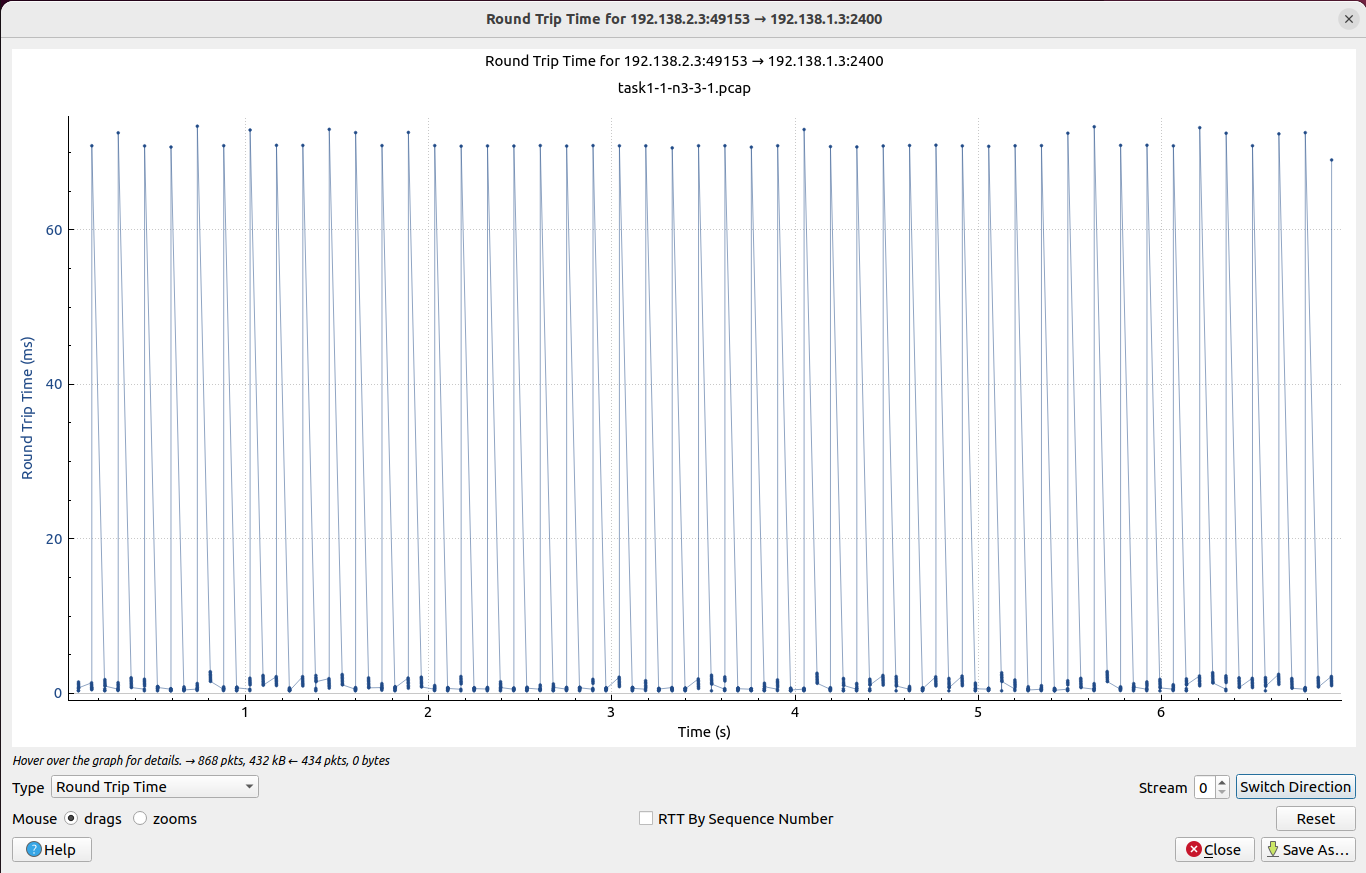 Round Trip Time for 192.138.2.3:49153 → 192.138.1.3:2400
Round Trip Time for 192.138.2.3:49153 → 192.138.1.3:2400
task1-1-n3-3-1.pcap
Round Trip Time (ms)
60
40
20
0
1 2 3 4 5 6
Time (s)
Hover over the graph for details. → 868 pkts, 432 kB ← 434 pkts, 0 bytes
Type Round Trip Time Stream 0 Switch Direction
Mouse drags zooms RTT By Sequence Number Reset
Help Close Save As…